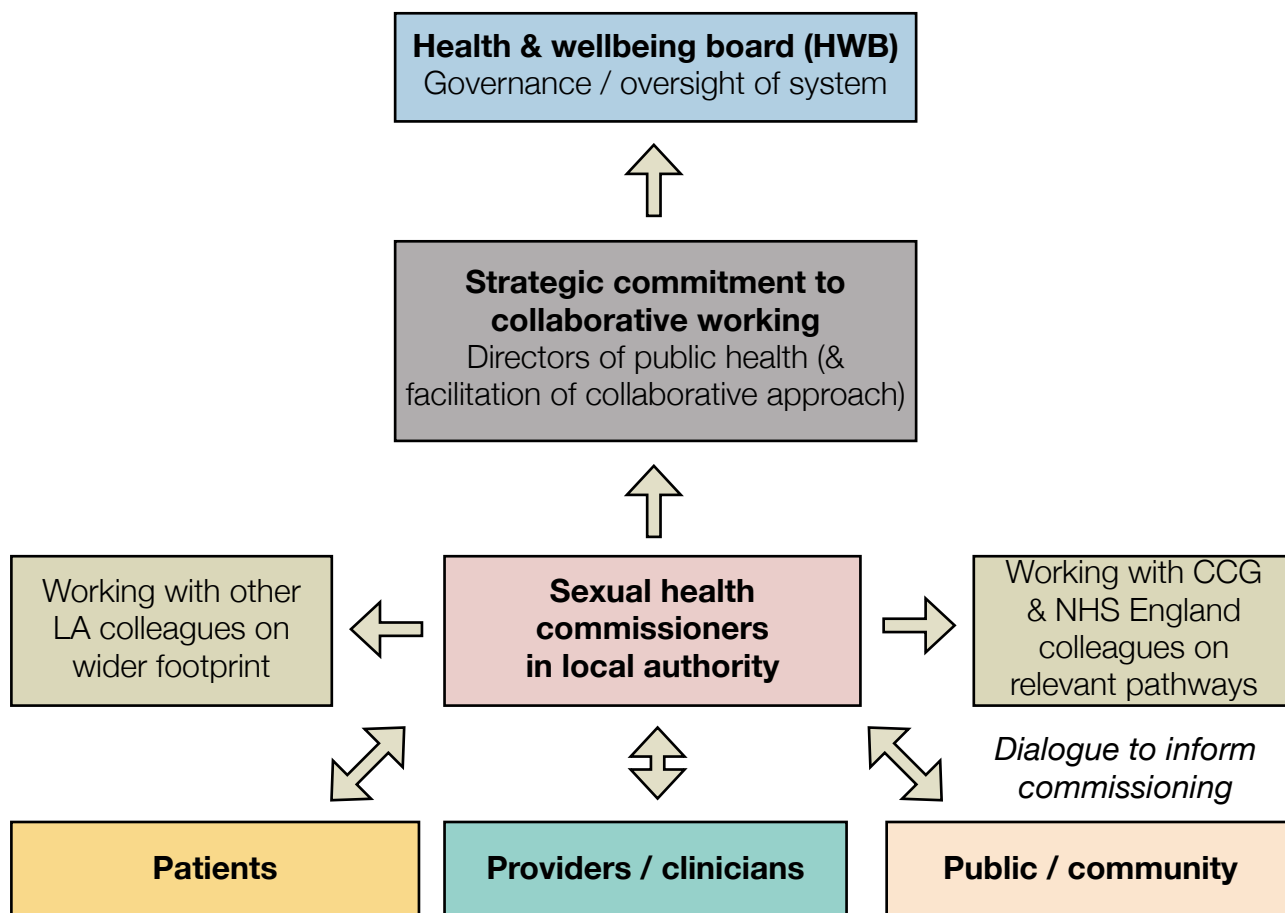 Health & wellbeing board (HWB)
Governance / oversight of system
Strategic commitment to
collaborative working
Directors of public health (&
facilitation of collaborative approach)
Working with other
LA colleagues on
wider footprint
Sexual health
commissioners
in local authority
Working with CCG
& NHS England
colleagues on
relevant pathways
Dialogue to inform
commissioning
Patients
Providers / clinicians
Public / community